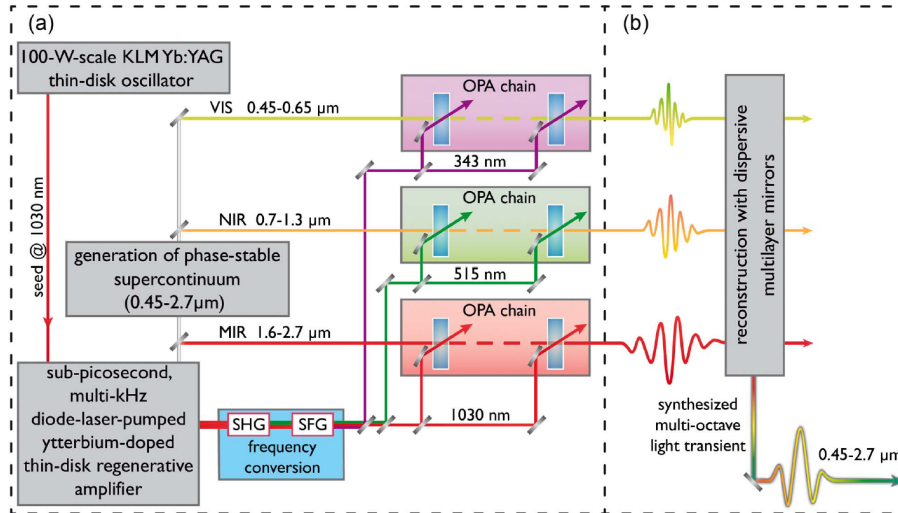 (a)
100-W-scale KLM Yb:YAG
thin-disk oscillator
seed @ 1030 nm
VIS 0.45-0.65 µm
NIR 0.7-1.3 µm
generation of phase-stable
supercontinuum
(0.45-2.7µm)
MIR 1.6-2.7 µm
sub-picosecond,
multi-kHz
diode-laser-pumped
ytterbium-doped
thin-disk regenerative
amplifier
SHG
SFG
frequency
conversion
OPA chain
343 nm
OPA chain
515 nm
OPA chain
1030 nm
(b)
reconstruction with dispersive
multilayer mirrors
synthesized
multi-octave
light transient
0.45-2.7 µm